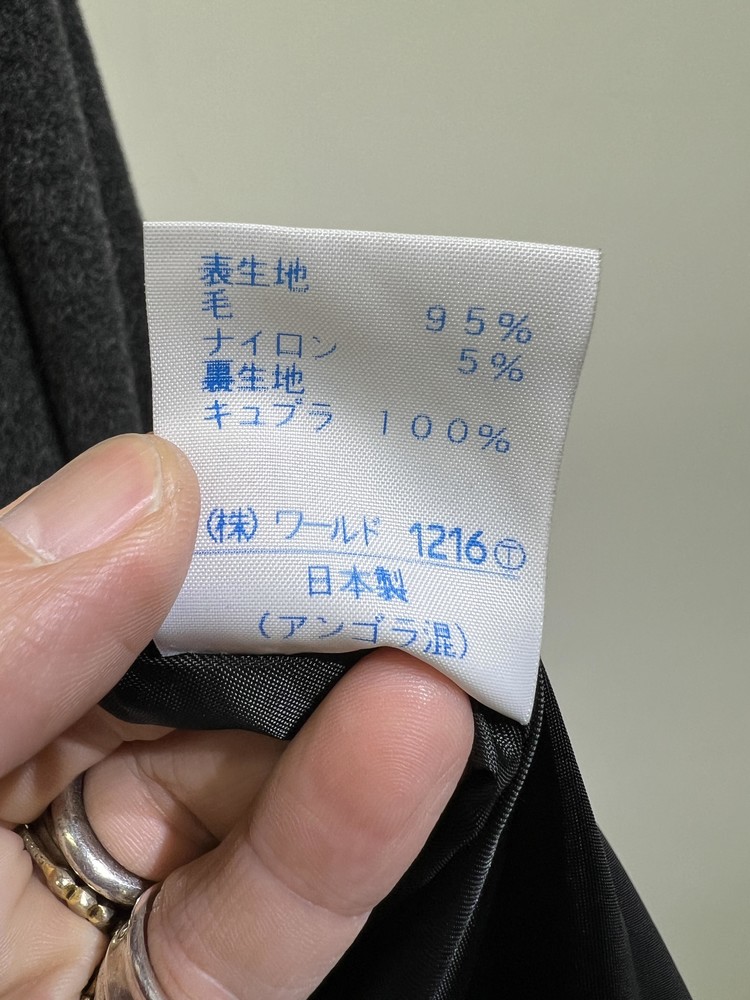 表生地
毛 95%
ナイロン 5%
裏生地
キュプラ 100%
(株) ワールド 1216Ⓣ
日本製
(アンゴラ混)